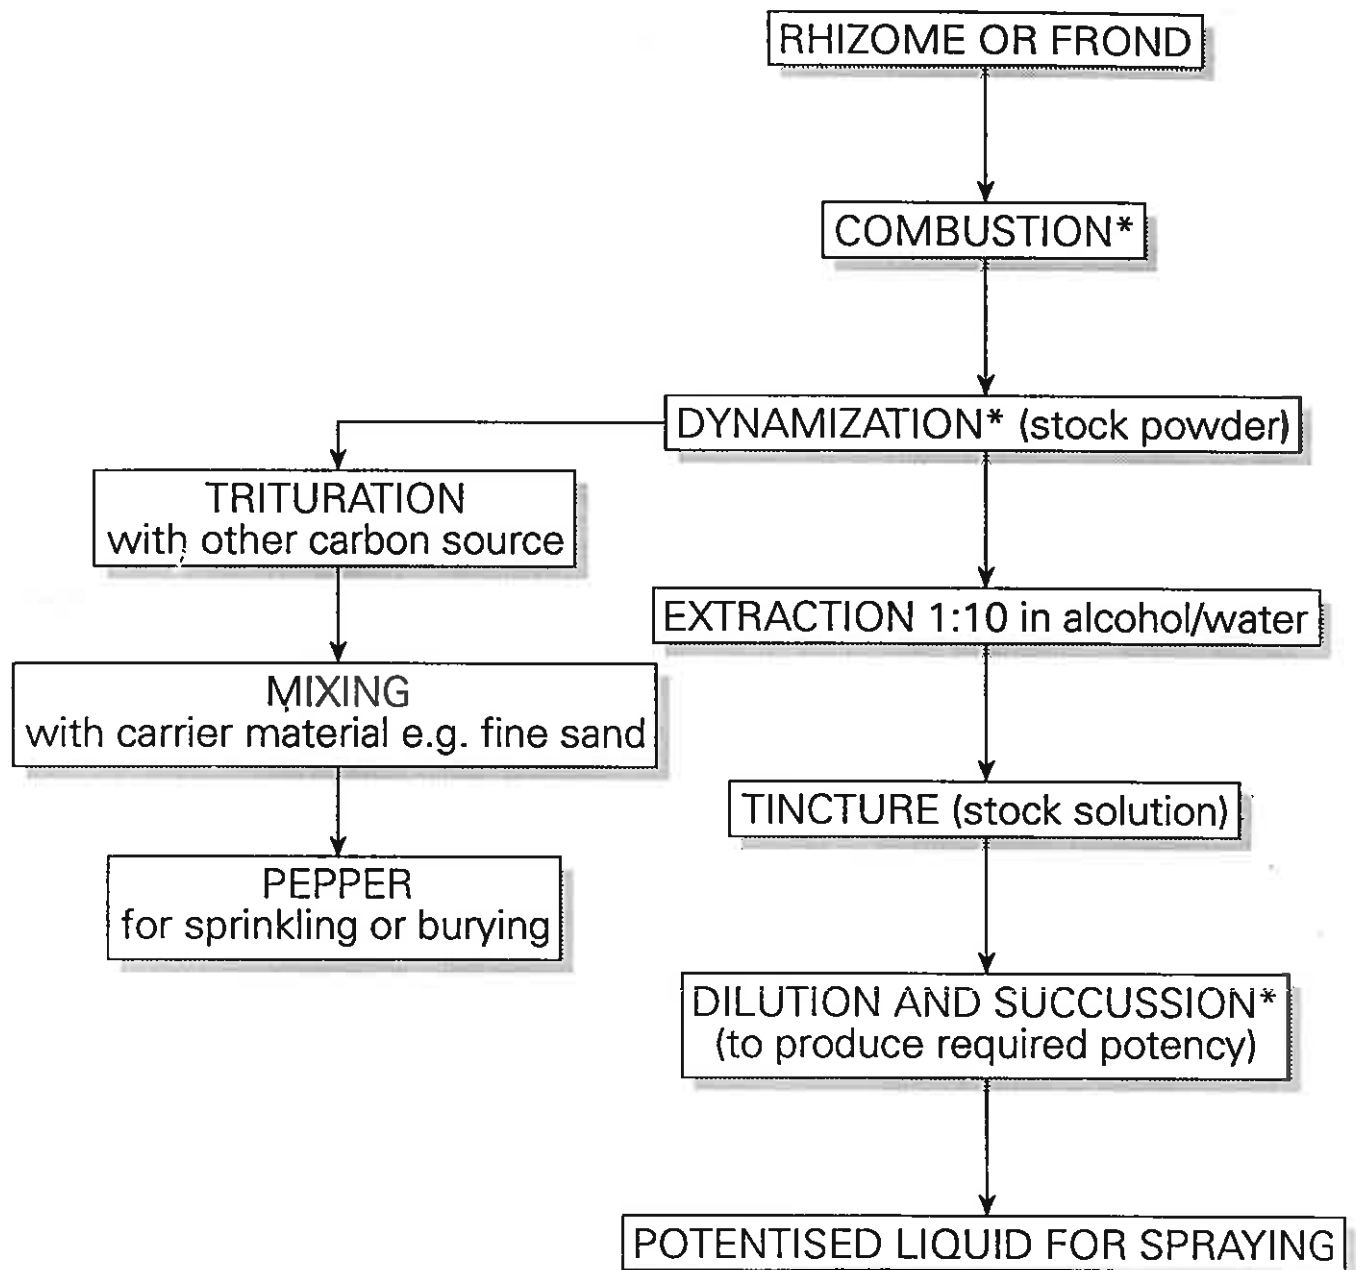 RHIZOME OR FROND
COMBUSTION*
DYNAMIZATION* (stock powder)
TRITURATION
with other carbon source
EXTRACTION 1:10 in alcohol/water
MIXING
with carrier material e.g. fine sand
TINCTURE (stock solution)
PEPPER
for sprinkling or burying
DILUTION AND SUCCUSSION*
(to produce required potency)
POTENTISED LIQUID FOR SPRAYING